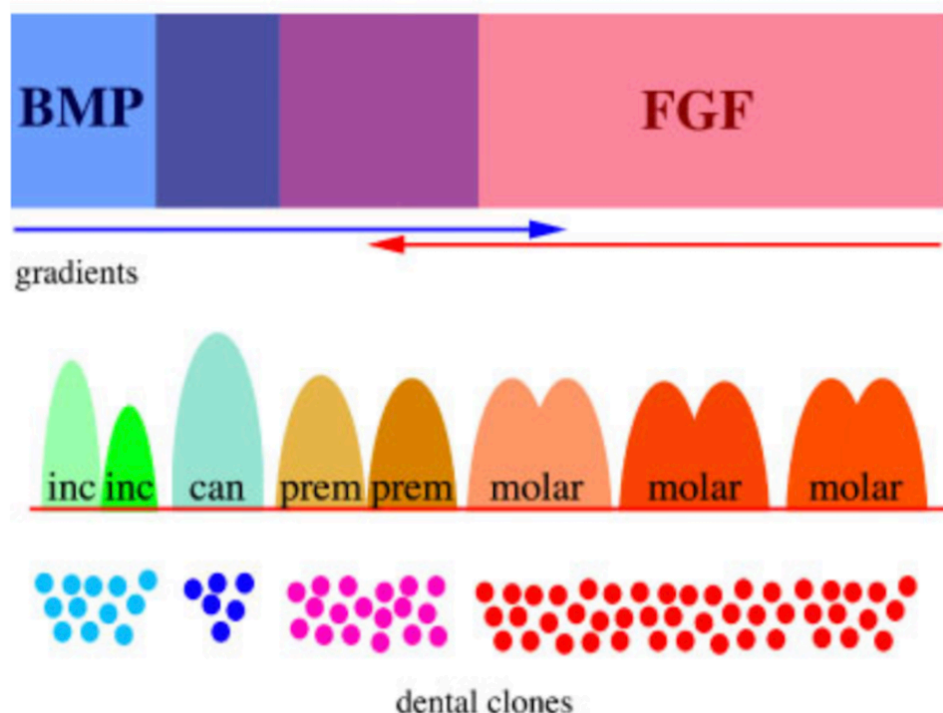 BMP FGF
gradients
inc inc can prem prem molar molar molar
dental clones